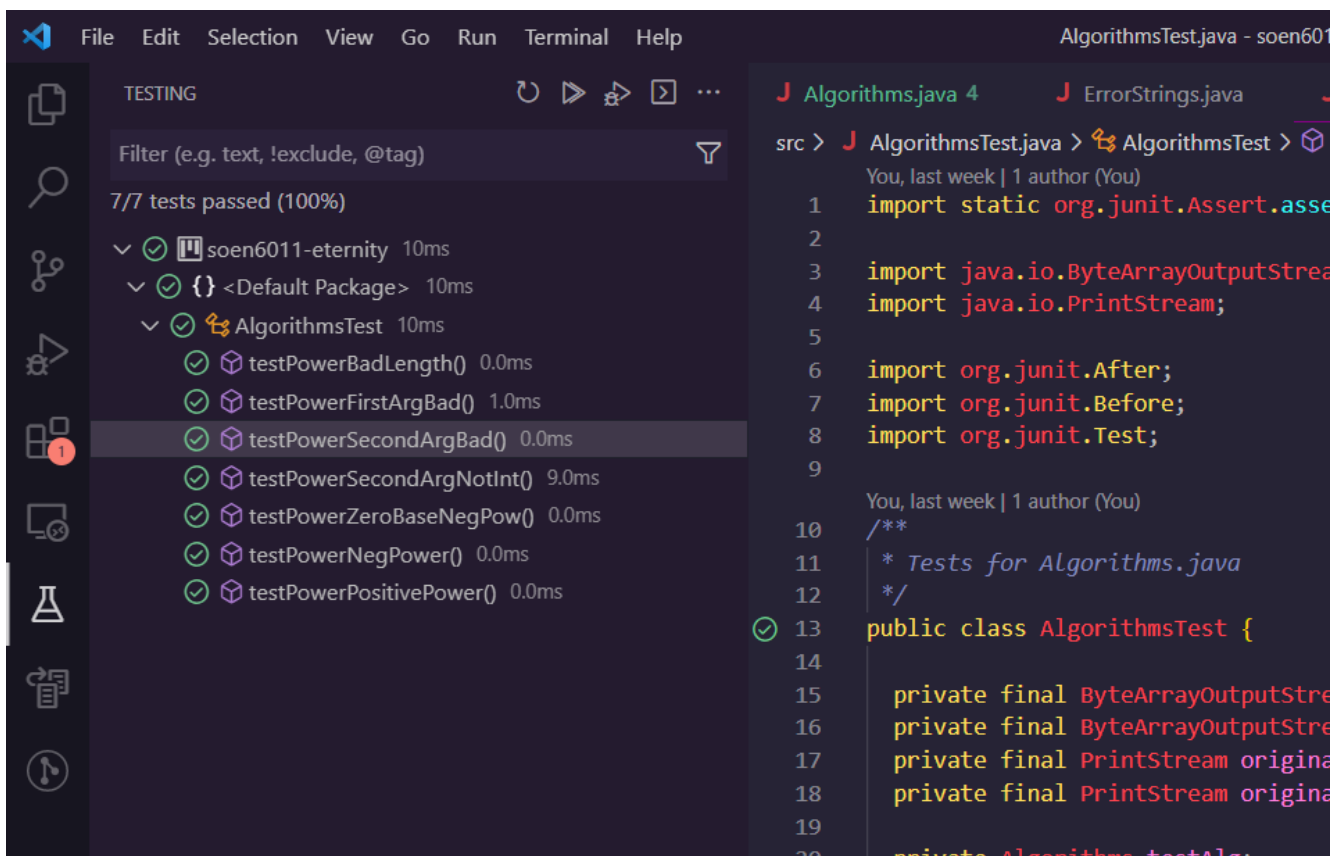 File Edit Selection View Go Run Terminal Help
AlgorithmsTest.java - soen601
TESTING
Filter (e.g. text, !exclude, @tag)
7/7 tests passed (100%)
soen6011-eternity 10ms
{} <Default Package> 10ms
AlgorithmsTest 10ms
testPowerBadLength() 0.0ms
testPowerFirstArgBad() 1.0ms
testPowerSecondArgBad() 0.0ms
testPowerSecondArgNotInt() 9.0ms
testPowerZeroBaseNegPow() 0.0ms
testPowerNegPower() 0.0ms
testPowerPositivePower() 0.0ms
1
J Algorithms.java 4 J ErrorStrings.java
src > J AlgorithmsTest.java > AlgorithmsTest >
You, last week | 1 author (You)
1 import static org.junit.Assert.asse
2
3 import java.io.ByteArrayOutputStrea
4 import java.io.PrintStream;
5
6 import org.junit.After;
7 import org.junit.Before;
8 import org.junit.Test;
9
You, last week | 1 author (You)
10 /**
11 * Tests for Algorithms.java
12 */
13 public class AlgorithmsTest {
14
15 private final ByteArrayOutputStre
16 private final ByteArrayOutputStre
17 private final PrintStream origina
18 private final PrintStream origina
19
20 private Algorithms testAlg;